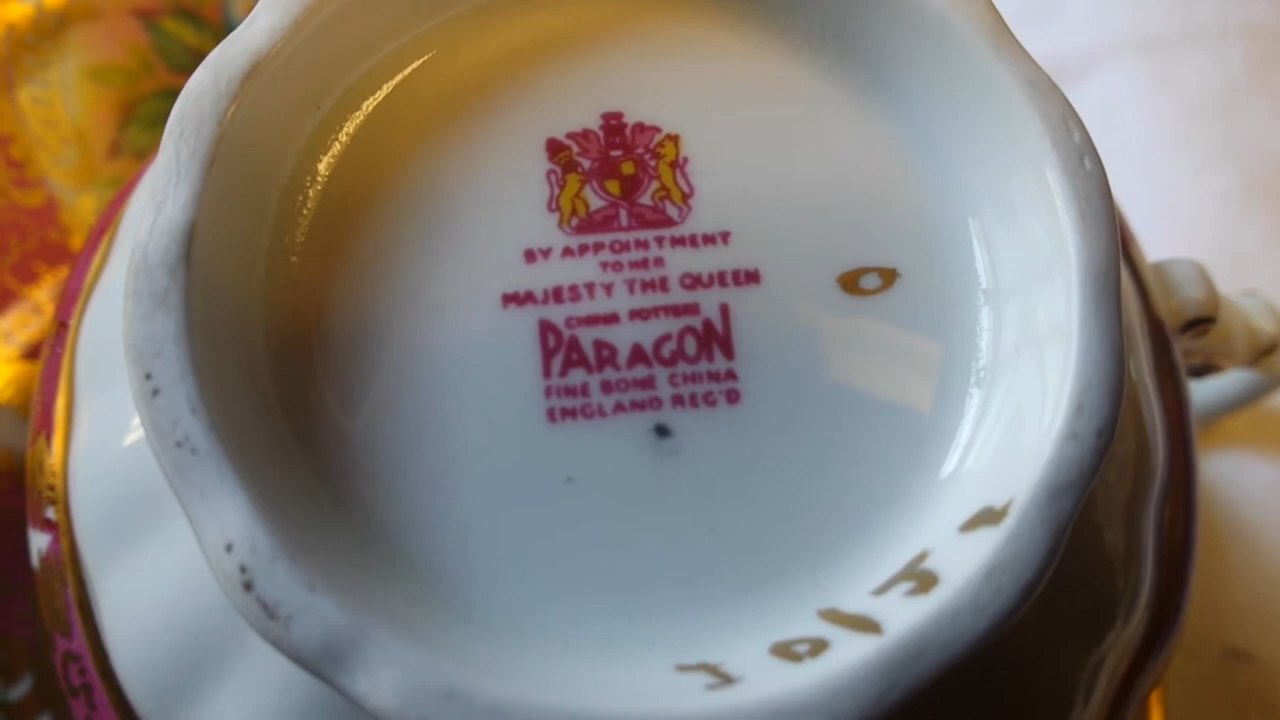 BY APPOINTMENT
TO HER
MAJESTY THE QUEEN
CHINA POTTERS
PARAGON
FINE BONE CHINA
ENGLAND REG'D